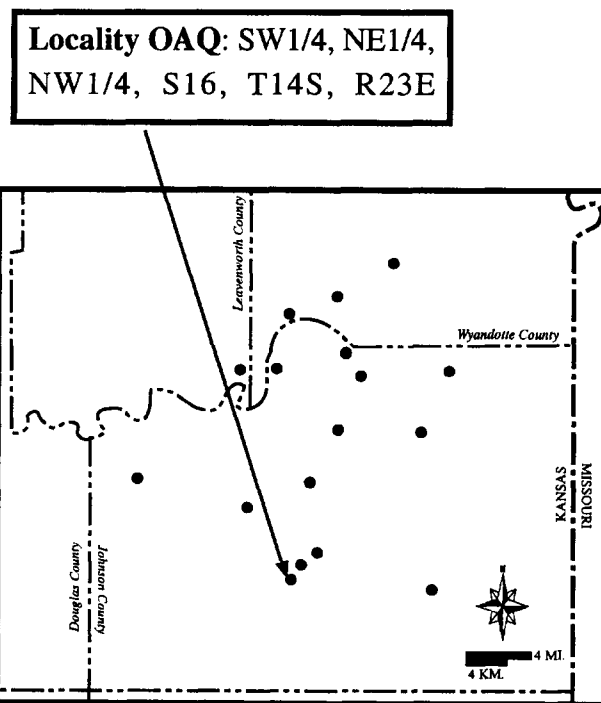 Locality OAQ: SW1/4, NE1/4,
NW1/4, S16, T14S, R23E
Leavenworth County
Wyandotte County
KANSAS
MISSOURI
Douglas County
Johnson County
4 MI.
4 KM.